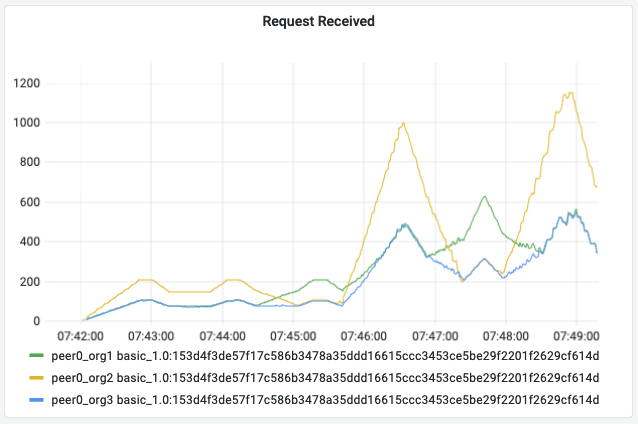 Request Received
1200
1000
800
600
400
200
0
07:42:00 07:43:00 07:44:00 07:45:00 07:46:00 07:47:00 07:48:00 07:49:00
peer0_org1 basic_1.0:153d4f3de57f17c586b3478a35ddd16615ccc3453ce5be29f2201f2629cf614d
peer0_org2 basic_1.0:153d4f3de57f17c586b3478a35ddd16615ccc3453ce5be29f2201f2629cf614d
peer0_org3 basic_1.0:153d4f3de57f17c586b3478a35ddd16615ccc3453ce5be29f2201f2629cf614d